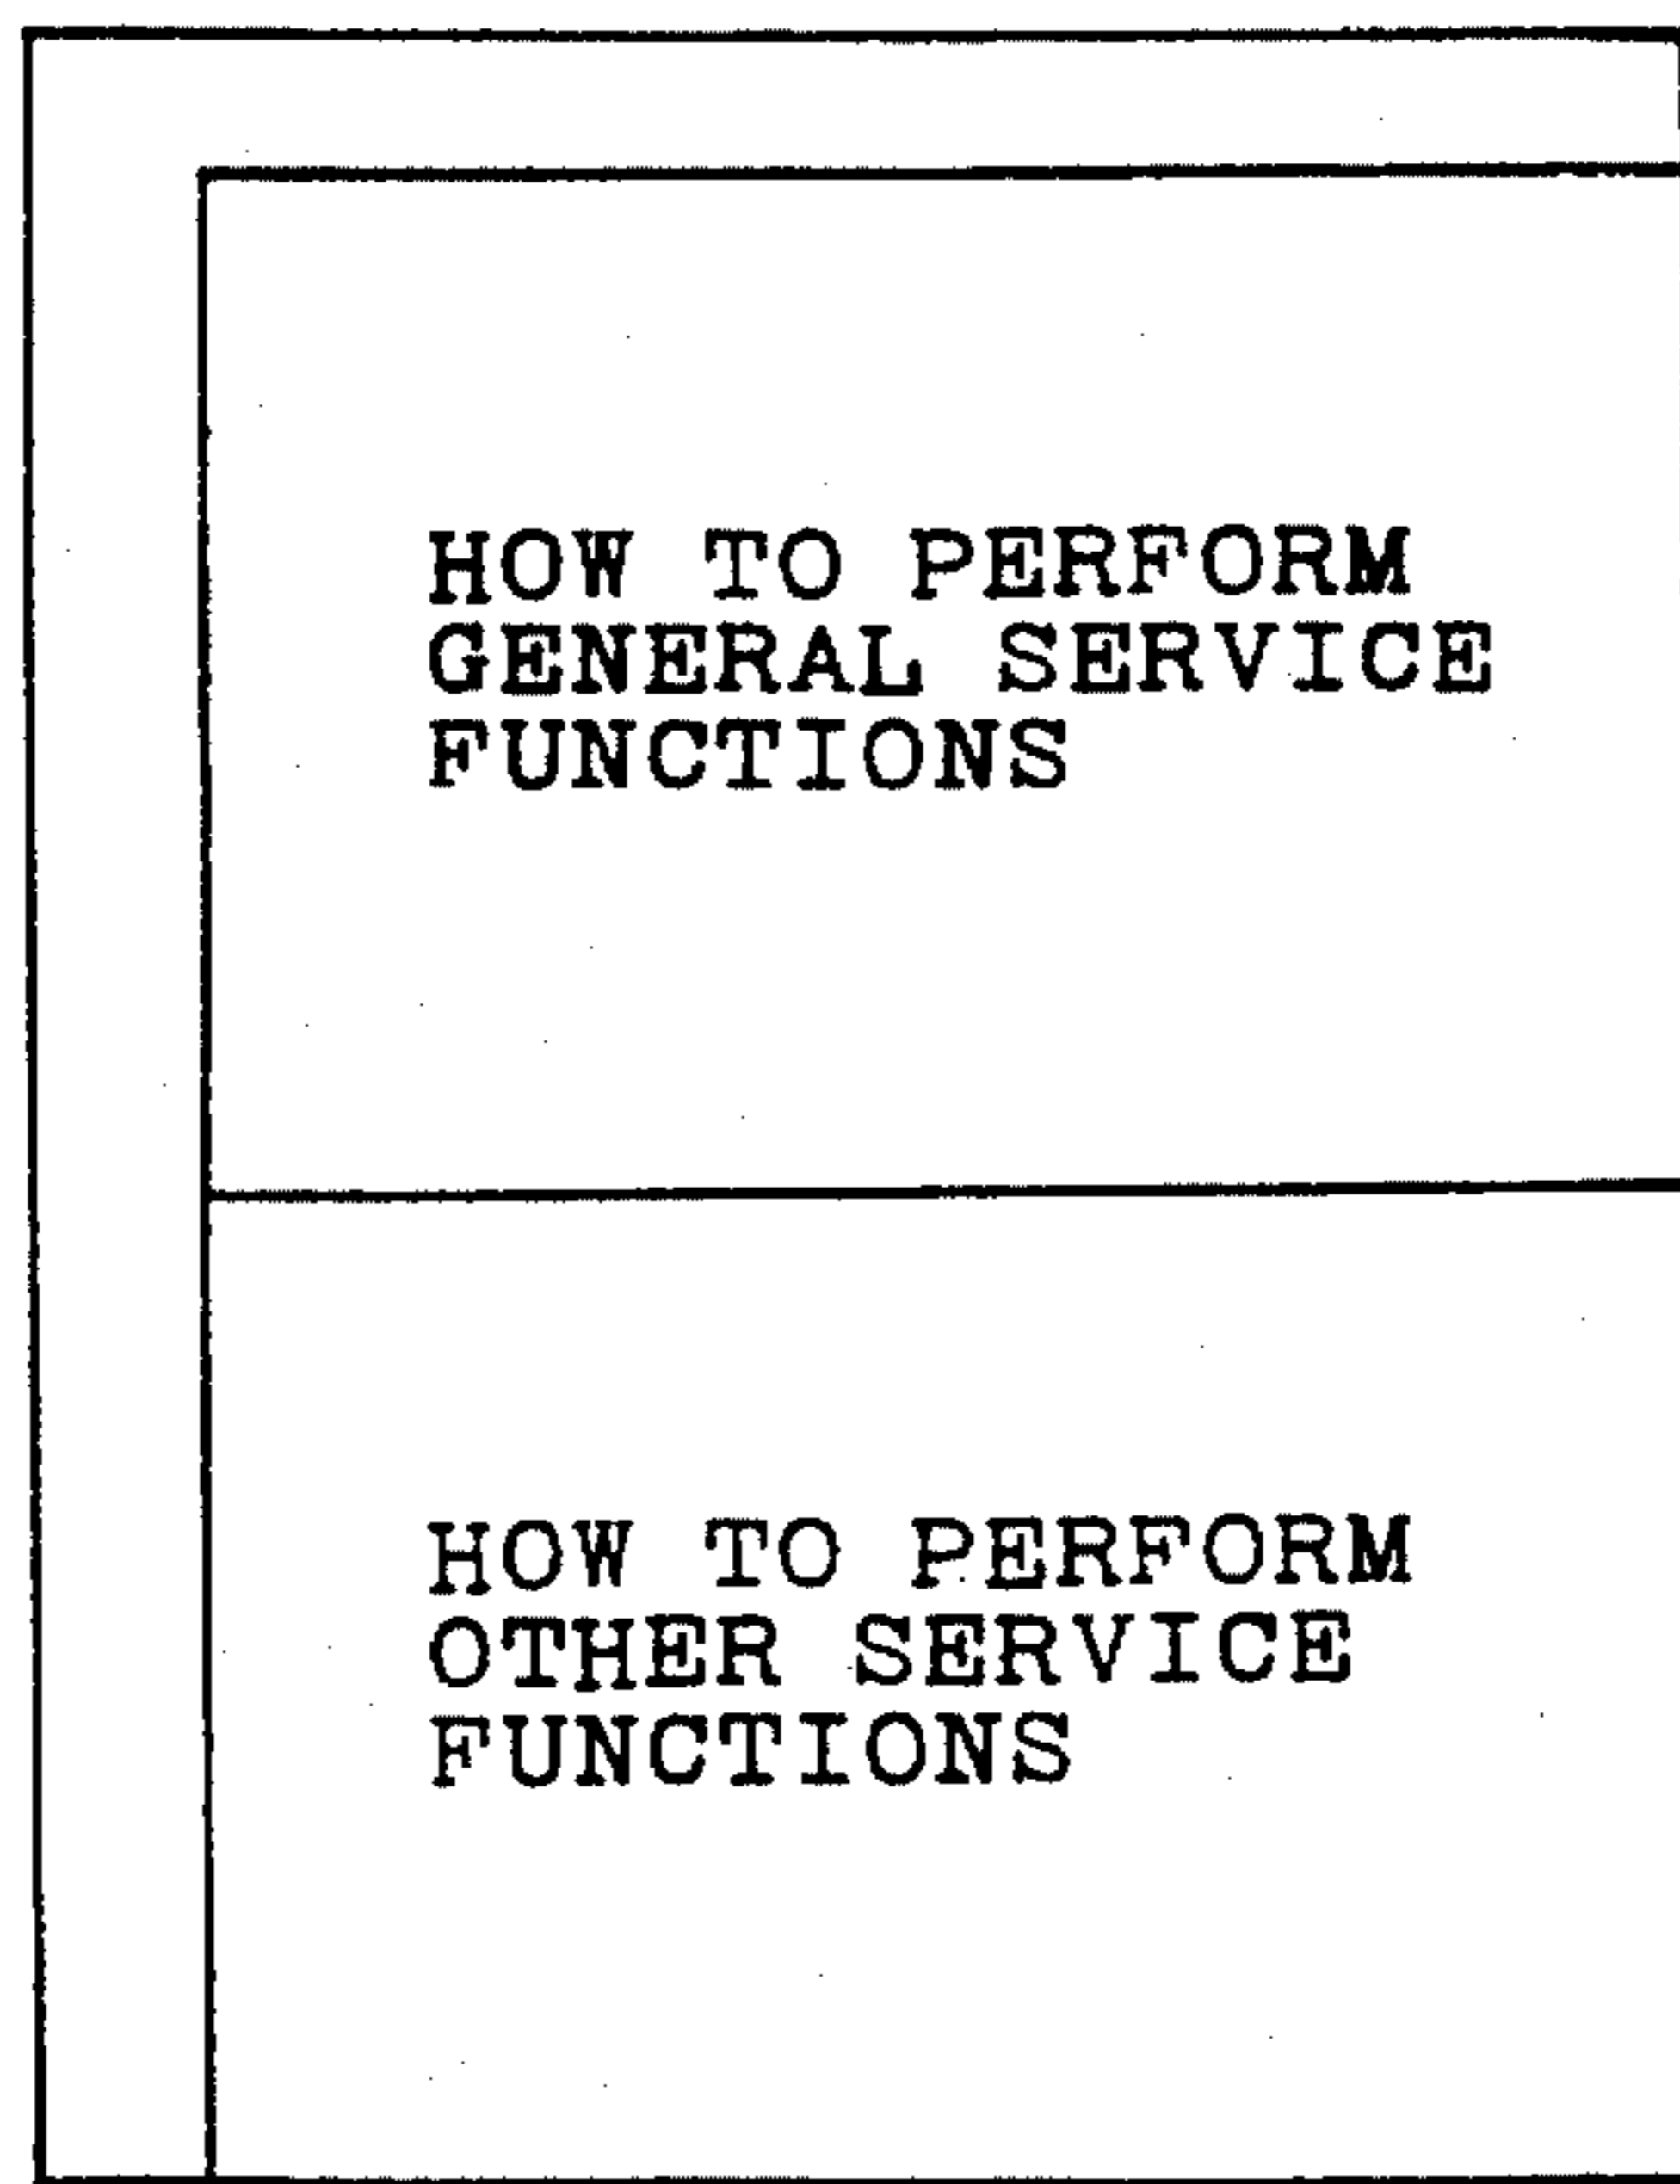 HOW TO PERFORM
GENERAL SERVICE
FUNCTIONS
HOW TO PERFORM
OTHER SERVICE
FUNCTIONS